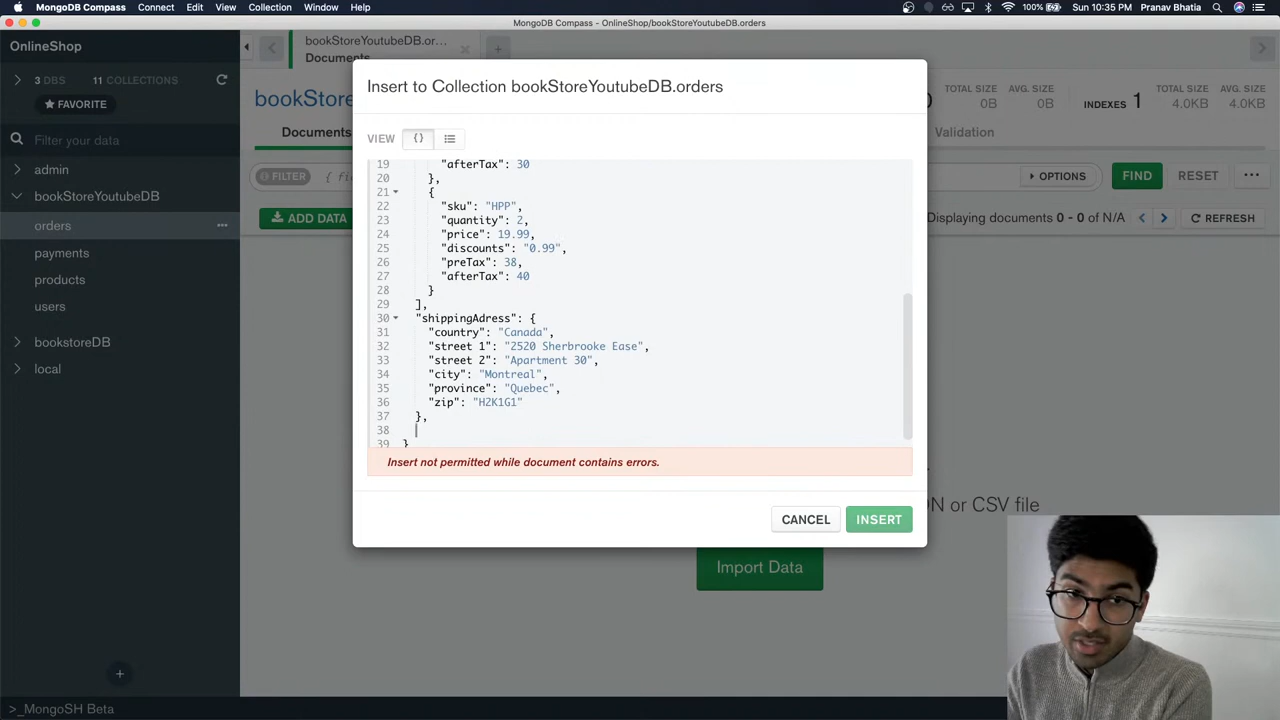 MongoDB Compass Connect Edit View Collection Window Help
100% Sun 10:35 PM Pranav Bhatia
MongoDB Compass - OnlineShop/bookStoreYoutubeDB.orders
OnlineShop
3 DBS 11 COLLECTIONS
FAVORITE
Filter your data
admin
bookStoreYoutubeDB
orders
payments
products
users
bookstoreDB
local
>_MongoSH Beta
bookStoreYoutubeDB.or...
Documents
bookStore
TOTAL SIZE AVG. SIZE
0B 0B
INDEXES 1
TOTAL SIZE AVG. SIZE
4.0KB 4.0KB
Documents
Validation
FILTER
OPTIONS
FIND
RESET
ADD DATA
Displaying documents 0 - 0 of N/A
REFRESH
Insert to Collection bookStoreYoutubeDB.orders
VIEW {}
19 "afterTax": 30
20 },
21 {
22 "sku": "HPP",
23 "quantity": 2,
24 "price": 19.99,
25 "discounts": "0.99",
26 "preTax": 38,
27 "afterTax": 40
28 }
29 ],
30 "shippingAdress": {
31 "country": "Canada",
32 "street 1": "2520 Sherbrooke Ease",
33 "street 2": "Apartment 30",
34 "city": "Montreal",
35 "province": "Quebec",
36 "zip": "H2K1G1"
37 },
38
39 }
Insert not permitted while document contains errors.
CANCEL
INSERT
ON or CSV file
Import Data